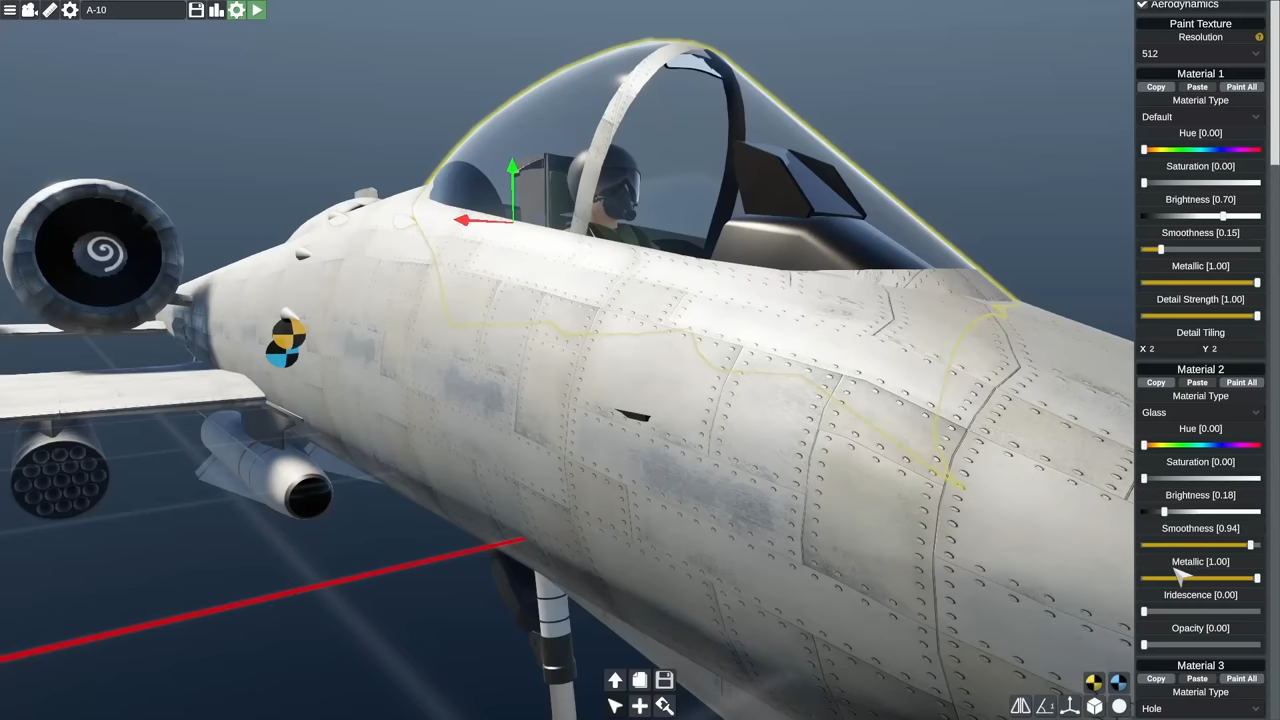 A-10
Aerodynamics
Paint Texture
Resolution
512
Material 1
Copy Paste Paint All
Material Type
Default
Hue [0.00]
Saturation [0.00]
Brightness [0.70]
Smoothness [0.15]
Metallic [1.00]
Detail Strength [1.00]
Detail Tiling
X 2 Y 2
Material 2
Copy Paste Paint All
Material Type
Glass
Hue [0.00]
Saturation [0.00]
Brightness [0.18]
Smoothness [0.94]
Metallic [1.00]
Iridescence [0.00]
Opacity [0.00]
Material 3
Copy Paste Paint All
Material Type
Hole